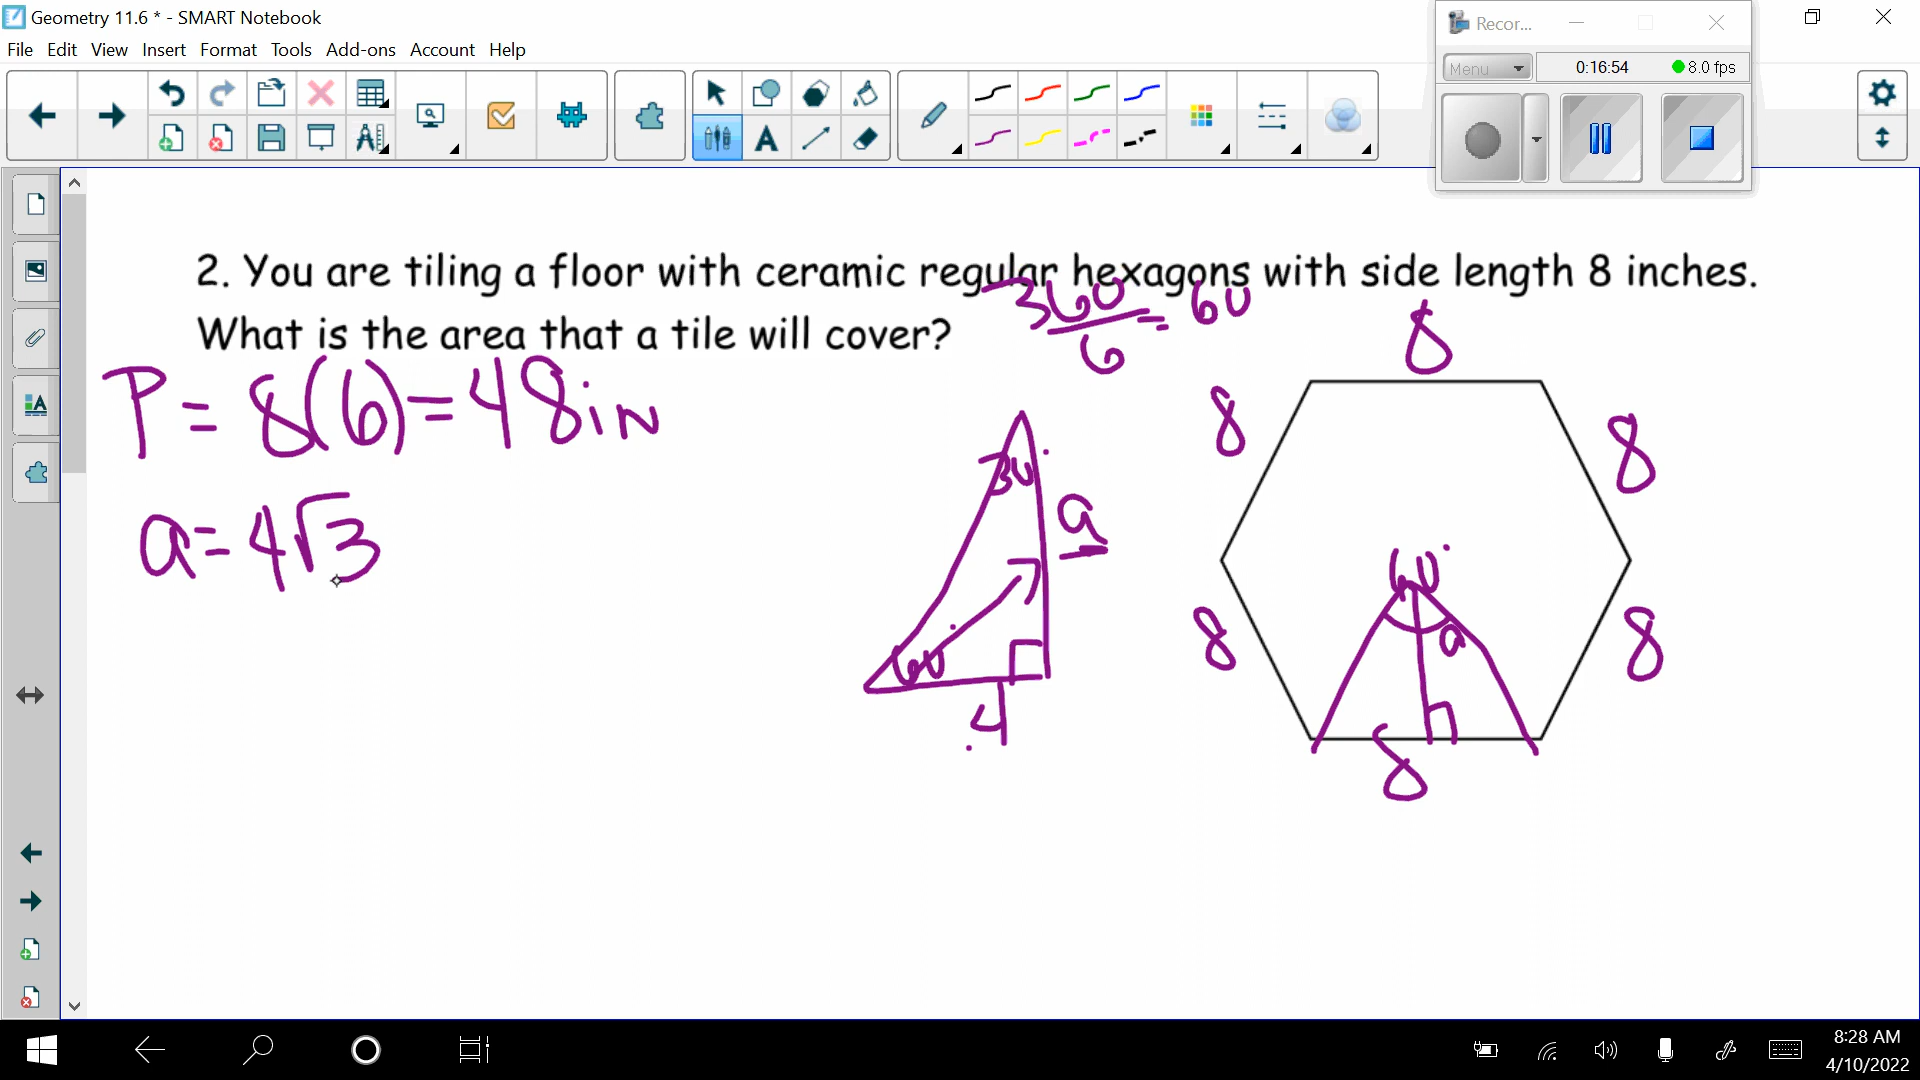 Geometry 11.6 * - SMART Notebook
File Edit View Insert Format Tools Add-ons Account Help
Recor...
Menu 0:16:54 8.0 fps
2. You are tiling a floor with ceramic regular hexagons with side length 8 inches.
What is the area that a tile will cover?
360/6 = 60
P = 8(6) = 48in
a = 4√3
30°
a
60°
4
8
8
8
8
8
8
60°
a
8:28 AM
4/10/2022